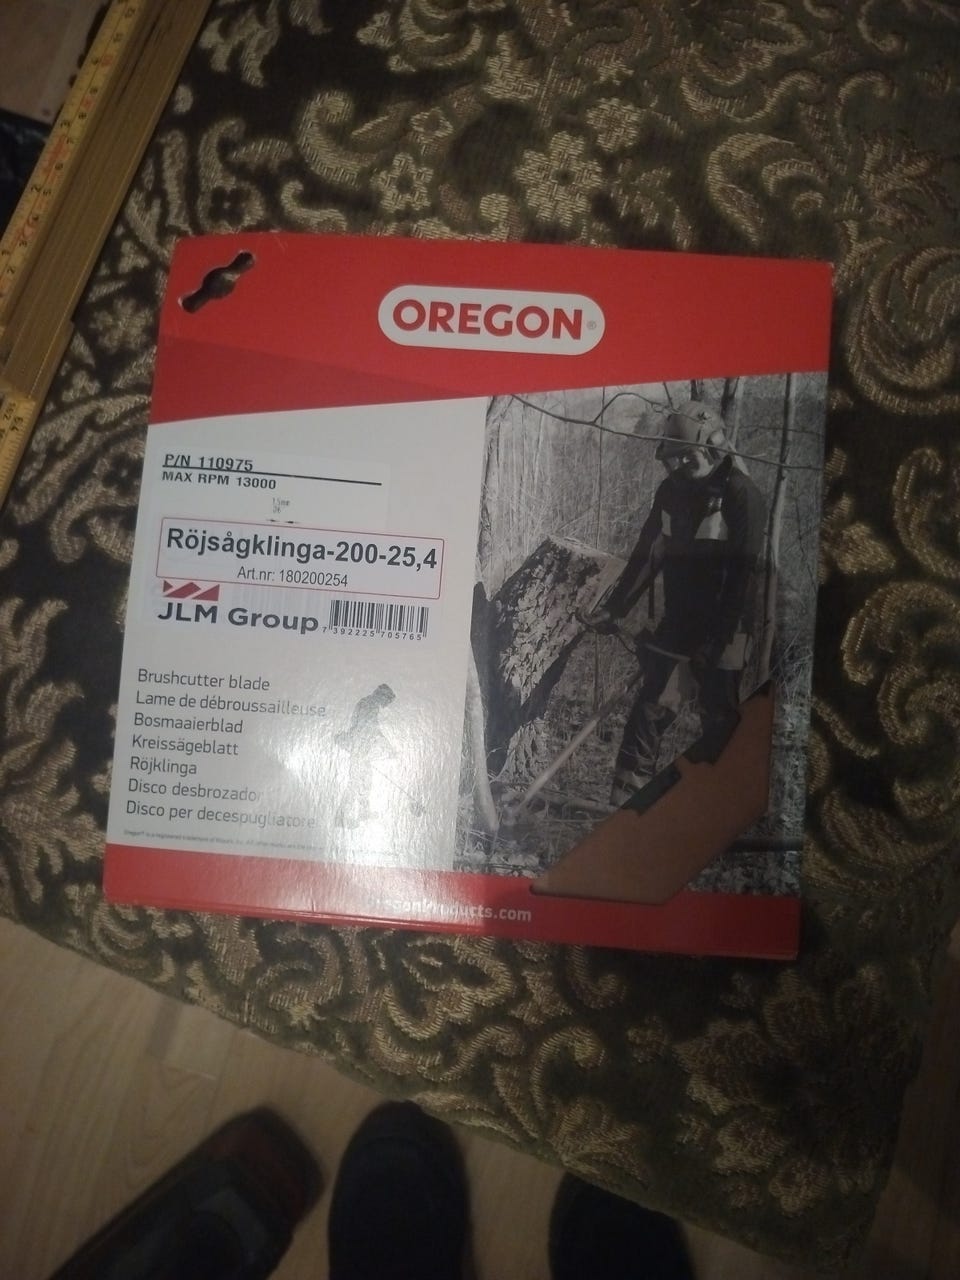 OREGON®
P/N 110975
MAX RPM 13000
Röjsågklinga-200-25,4
Art.nr: 180200254
JLM Group
7 392225 705765
Brushcutter blade
Lame de débroussailleuse
Bosmaaierblad
Kreissägeblatt
Röjklinga
Disco desbrozador
Disco per decespugliatore